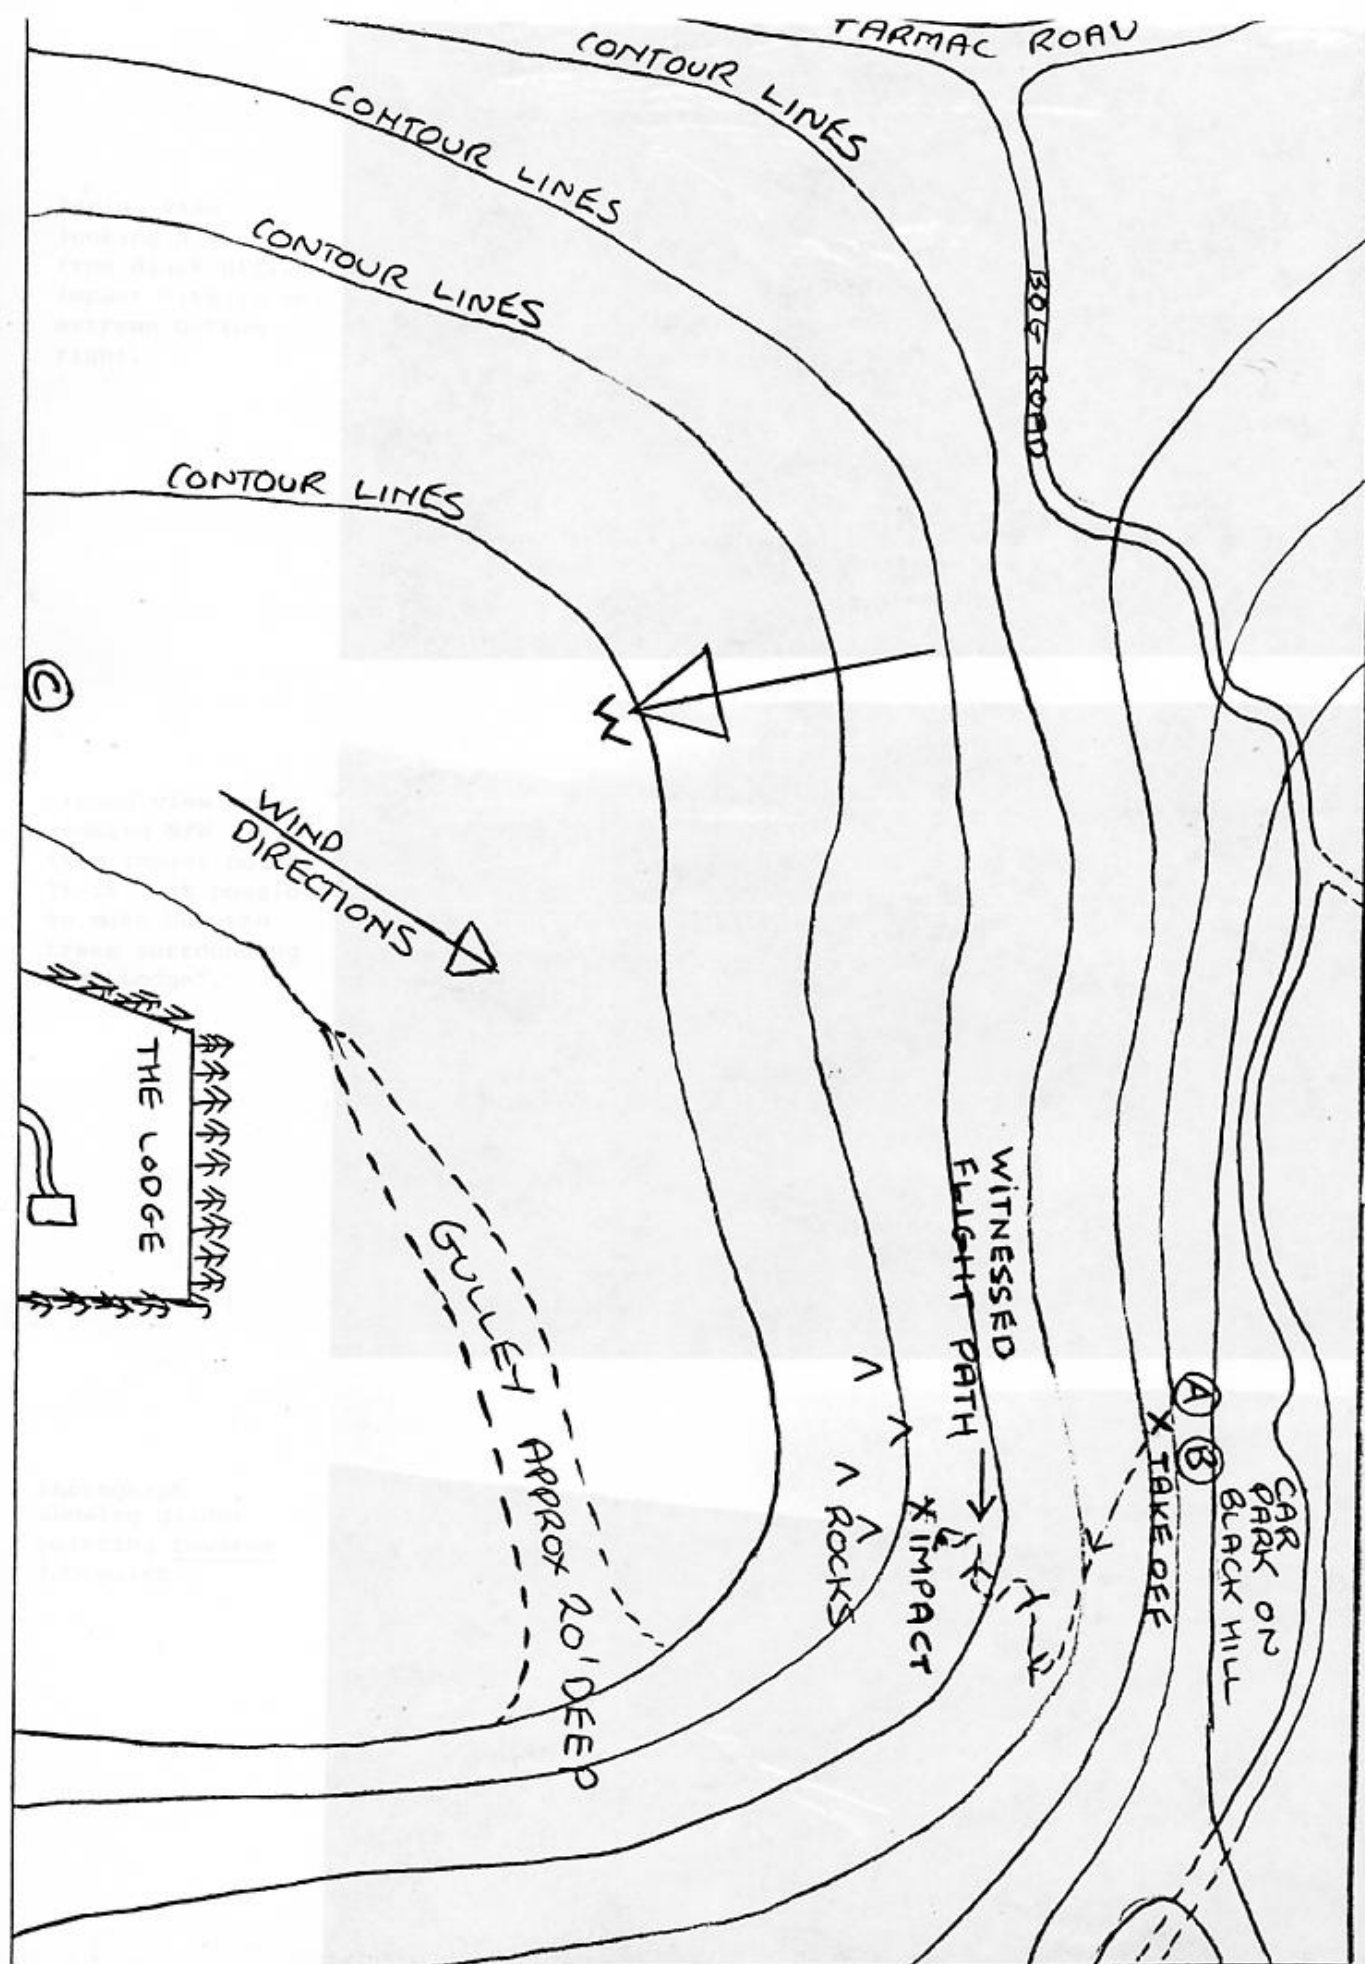 TARMAC ROAD
CONTOUR LINES
CONTOUR LINES
CONTOUR LINES
CONTOUR LINES
BOG ROAD
N
C
WIND
DIRECTIONS
THE LODGE
GULLEY APPROX 20' DEEP
WITNESSED
FLIGHT PATH
A
B
X TAKE OFF
CAR
PARK ON
BLACK HILL
ROCKS
X IMPACT